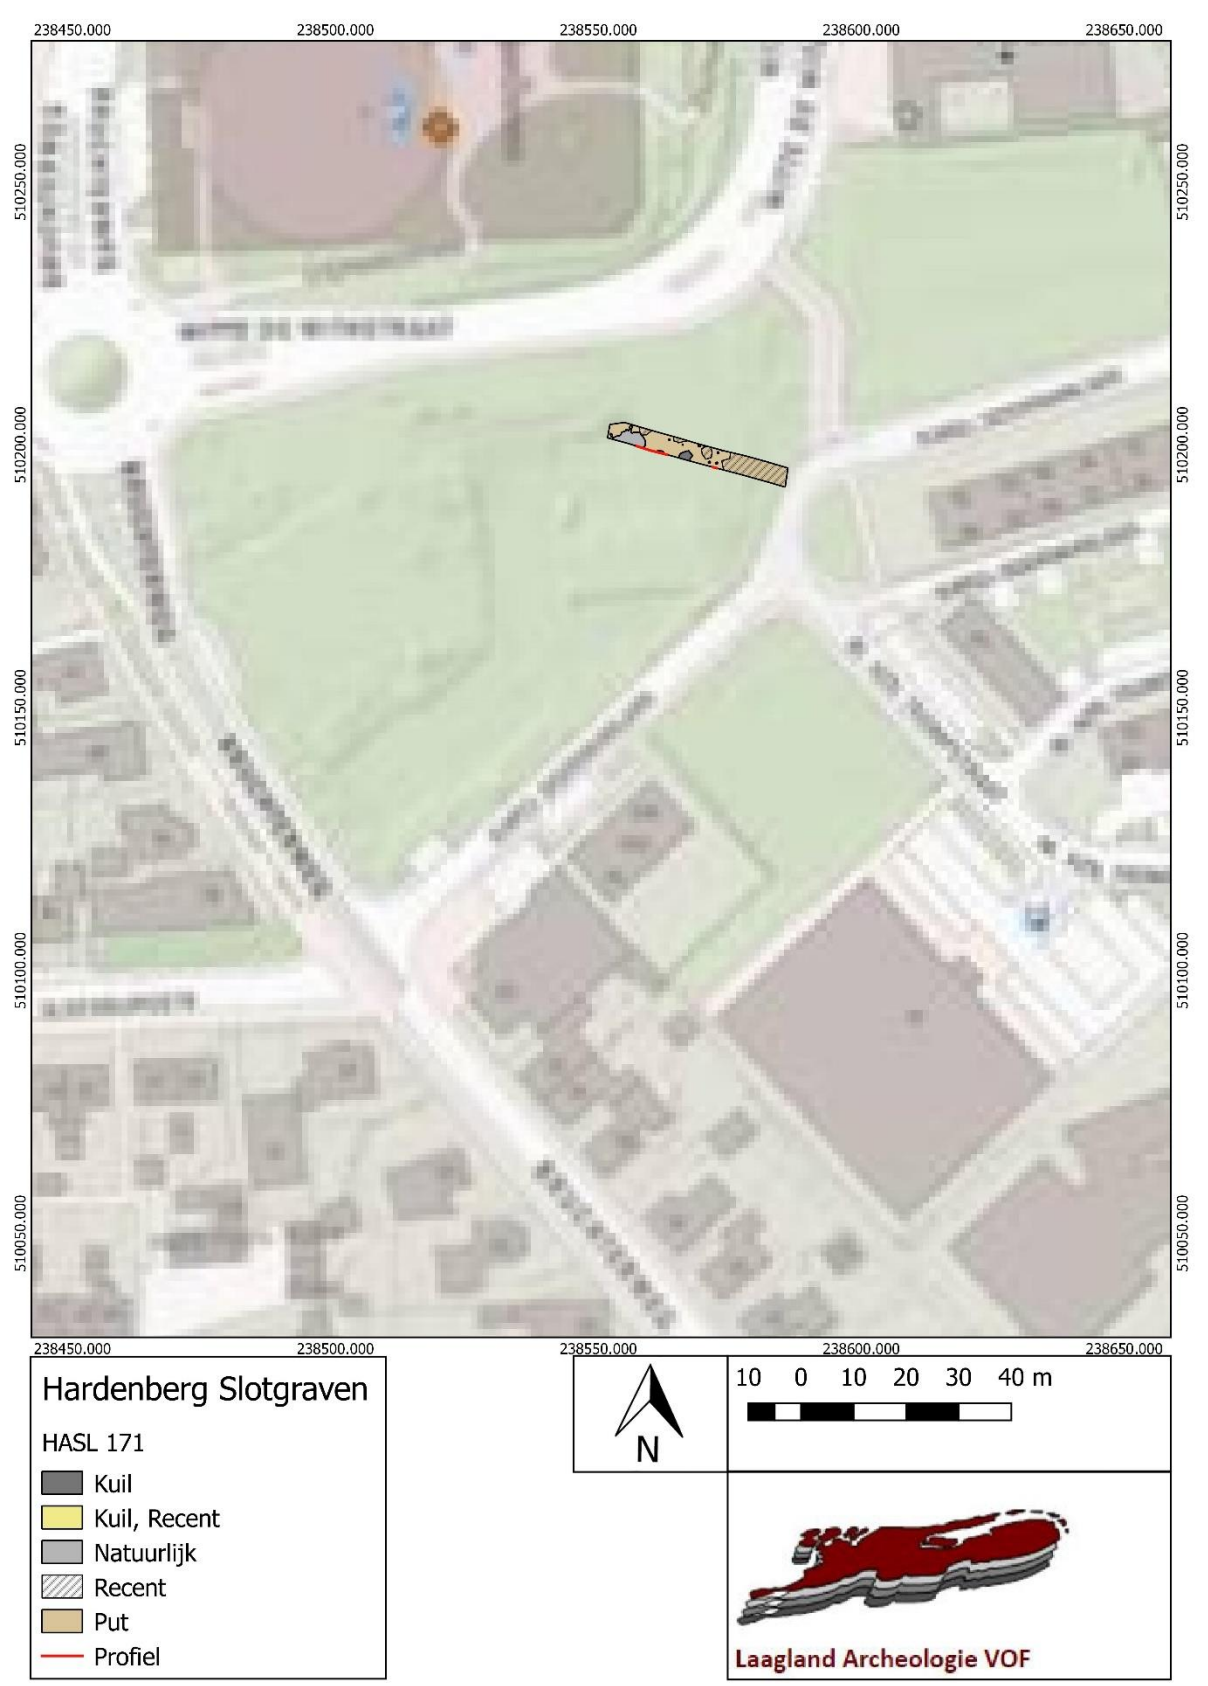 238450.000 238500.000 238550.000 238600.000 238650.000
510250.000 510250.000
WITTE DE WITHSTRAAT
510200.000 510200.000
510150.000 510150.000
510100.000 510100.000
510050.000 510050.000
238450.000 238500.000 238550.000 238600.000 238650.000
Hardenberg Slotgraven
HASL 171
Kuil
Kuil, Recent
Natuurlijk
Recent
Put
Profiel
N
10 0 10 20 30 40 m
Laagland Archeologie VOF